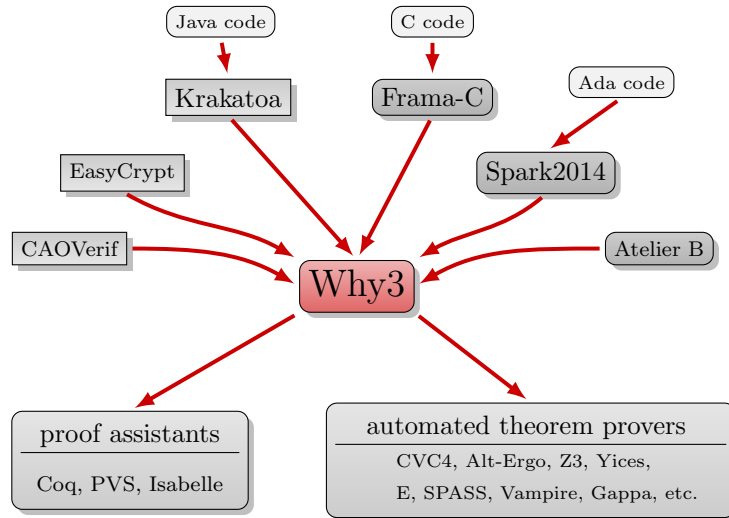 Java code
C code
Krakatoa
Frama-C
Ada code
EasyCrypt
Spark2014
CAOVerif
Atelier B
Why3
proof assistants
Coq, PVS, Isabelle
automated theorem provers
CVC4, Alt-Ergo, Z3, Yices,
E, SPASS, Vampire, Gappa, etc.